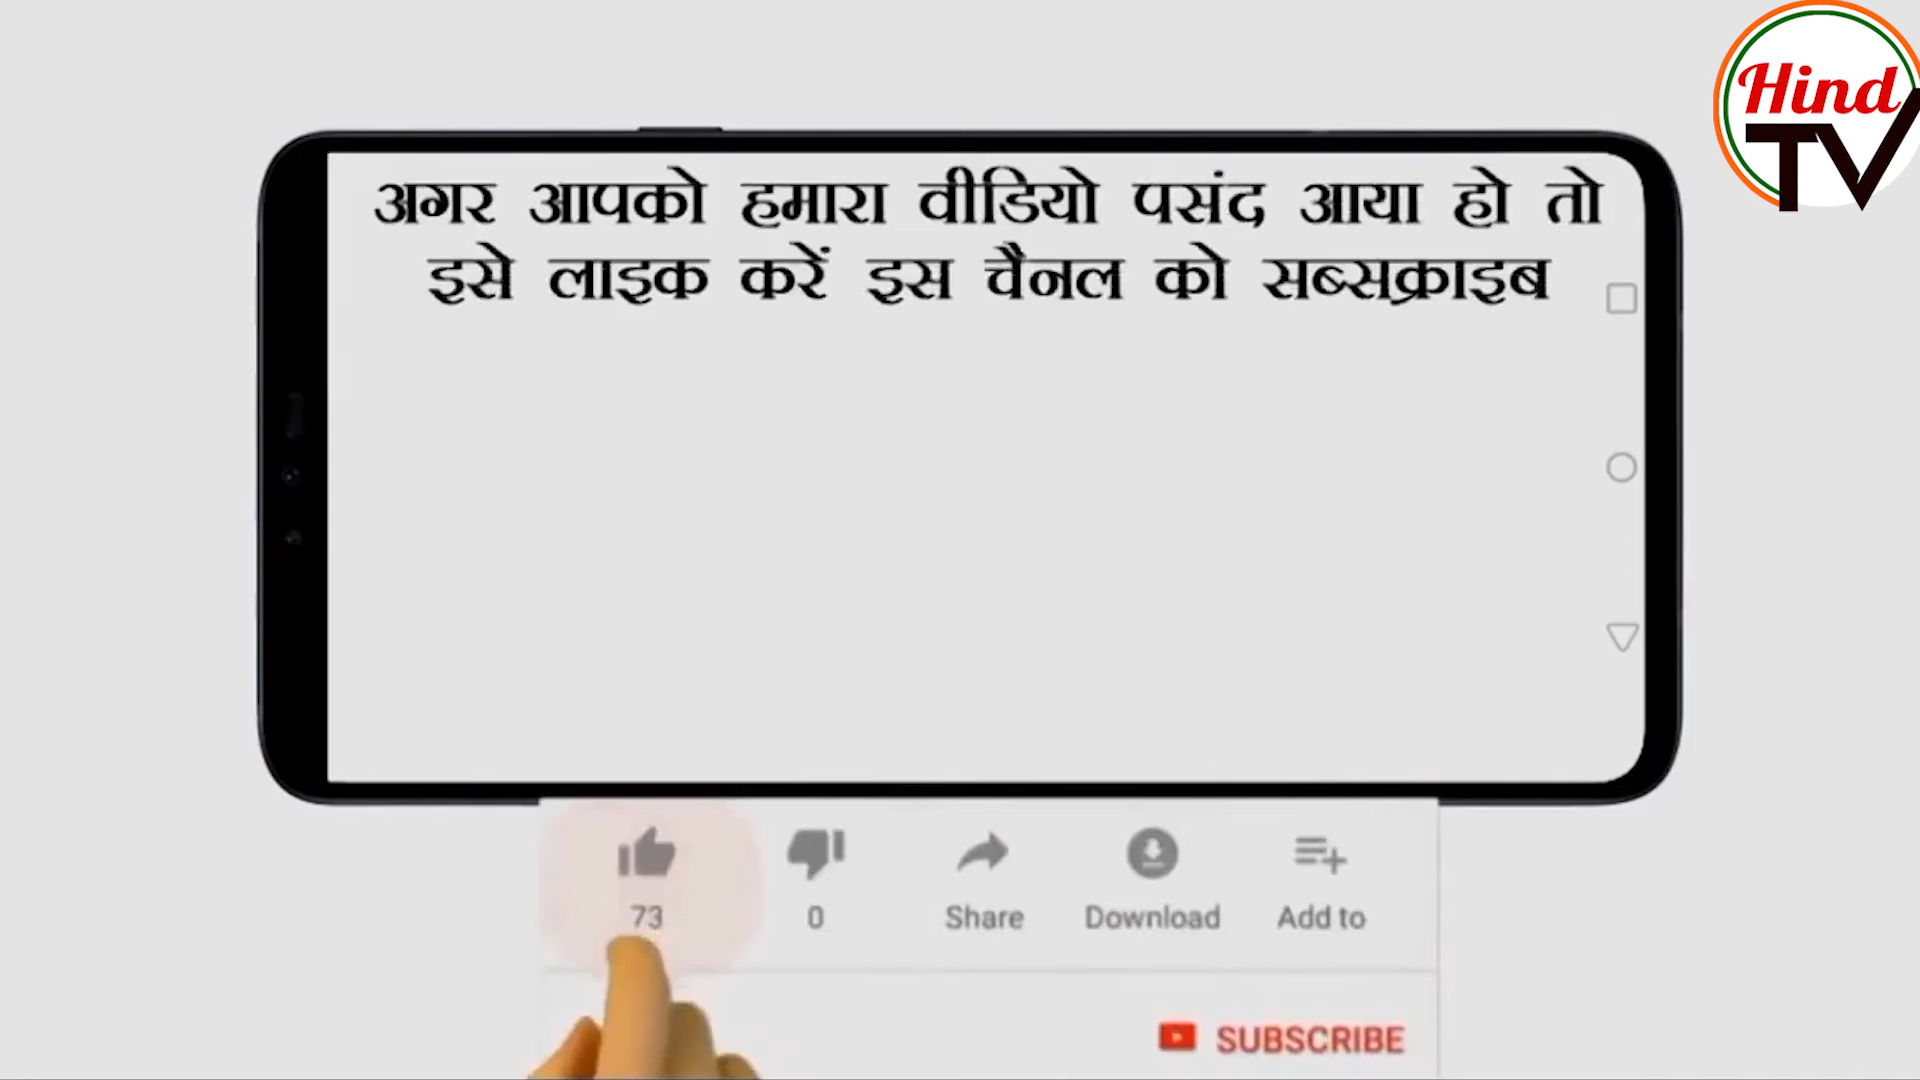 Hind
TV
अगर आपको हमारा वीडियो पसंद आया हो तो
इसे लाइक करें इस चैनल को सब्सक्राइब
73
0
Share
Download
Add to
SUBSCRIBE